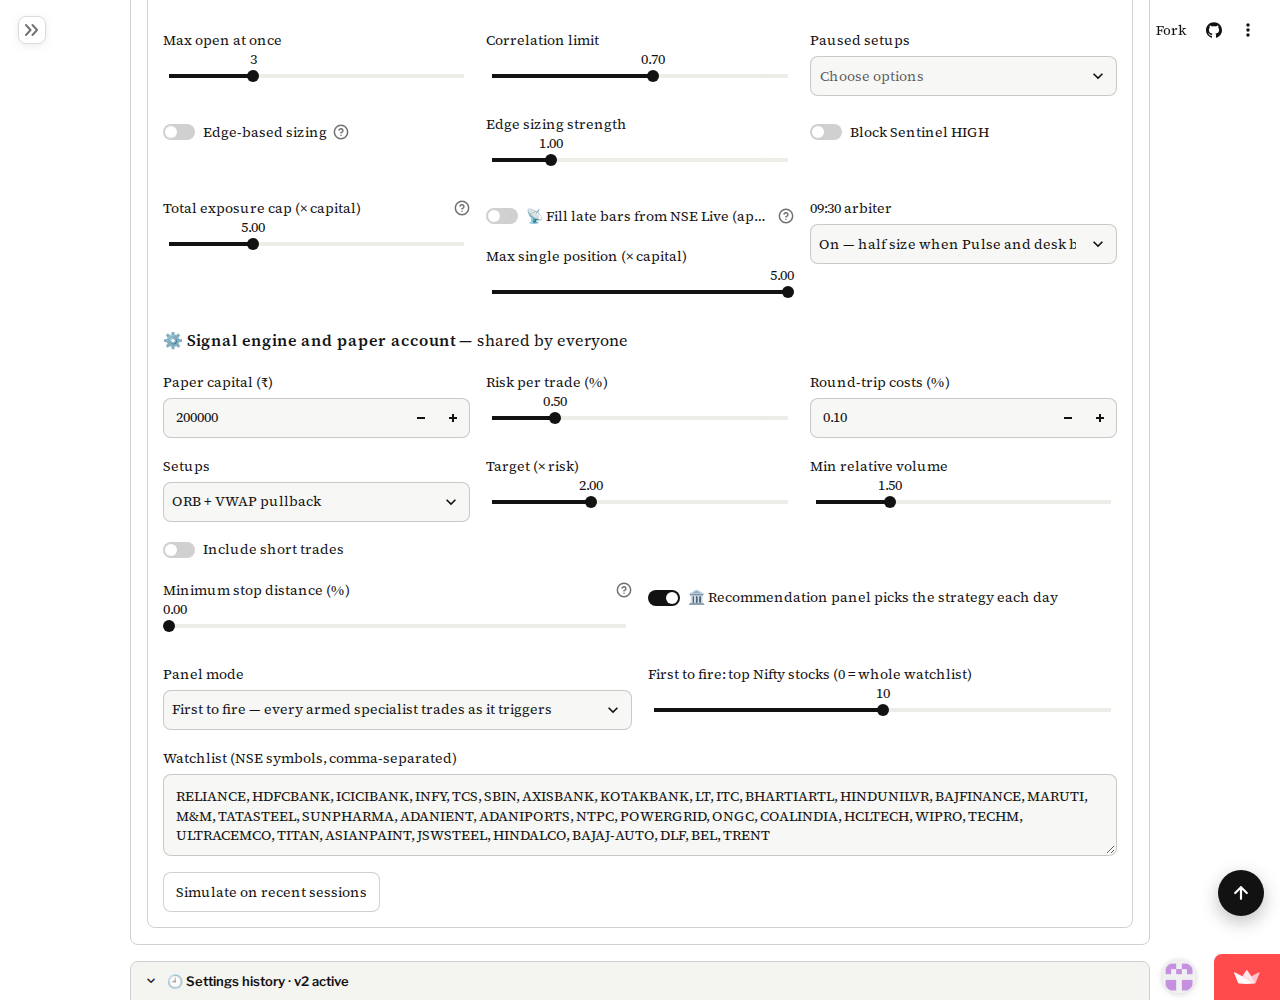 Fork
Max open at once
3
Correlation limit
0.70
Paused setups
Choose options
Edge-based sizing
Edge sizing strength
1.00
Block Sentinel HIGH
Total exposure cap (× capital)
5.00
📡 Fill late bars from NSE Live (ap...
Max single position (× capital)
5.00
09:30 arbiter
On — half size when Pulse and desk b
⚙️ Signal engine and paper account — shared by everyone
Paper capital (₹)
200000
Risk per trade (%)
0.50
Round-trip costs (%)
0.10
Setups
ORB + VWAP pullback
Target (× risk)
2.00
Min relative volume
1.50
Include short trades
Minimum stop distance (%)
0.00
🏛️ Recommendation panel picks the strategy each day
Panel mode
First to fire — every armed specialist trades as it triggers
First to fire: top Nifty stocks (0 = whole watchlist)
10
Watchlist (NSE symbols, comma-separated)
RELIANCE, HDFCBANK, ICICIBANK, INFY, TCS, SBIN, AXISBANK, KOTAKBANK, LT, ITC, BHARTIARTL, HINDUNILVR, BAJFINANCE, MARUTI,
M&M, TATASTEEL, SUNPHARMA, ADANIENT, ADANIPORTS, NTPC, POWERGRID, ONGC, COALINDIA, HCLTECH, WIPRO, TECHM,
ULTRACEMCO, TITAN, ASIANPAINT, JSWSTEEL, HINDALCO, BAJAJ-AUTO, DLF, BEL, TRENT
Simulate on recent sessions
🕘 Settings history · v2 active